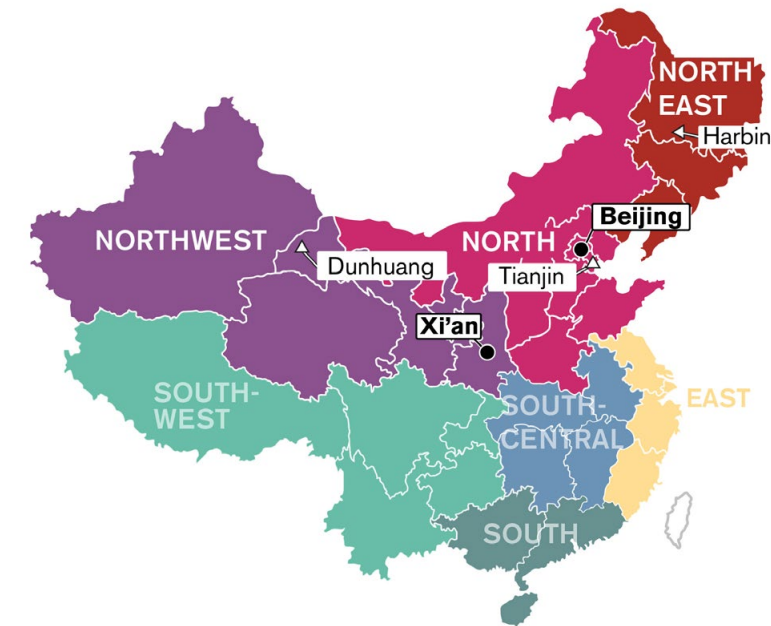 NORTH
EAST
Harbin
Beijing
NORTHWEST
NORTH
Dunhuang
Tianjin
Xi'an
SOUTH-
WEST
SOUTH-
CENTRAL
EAST
SOUTH